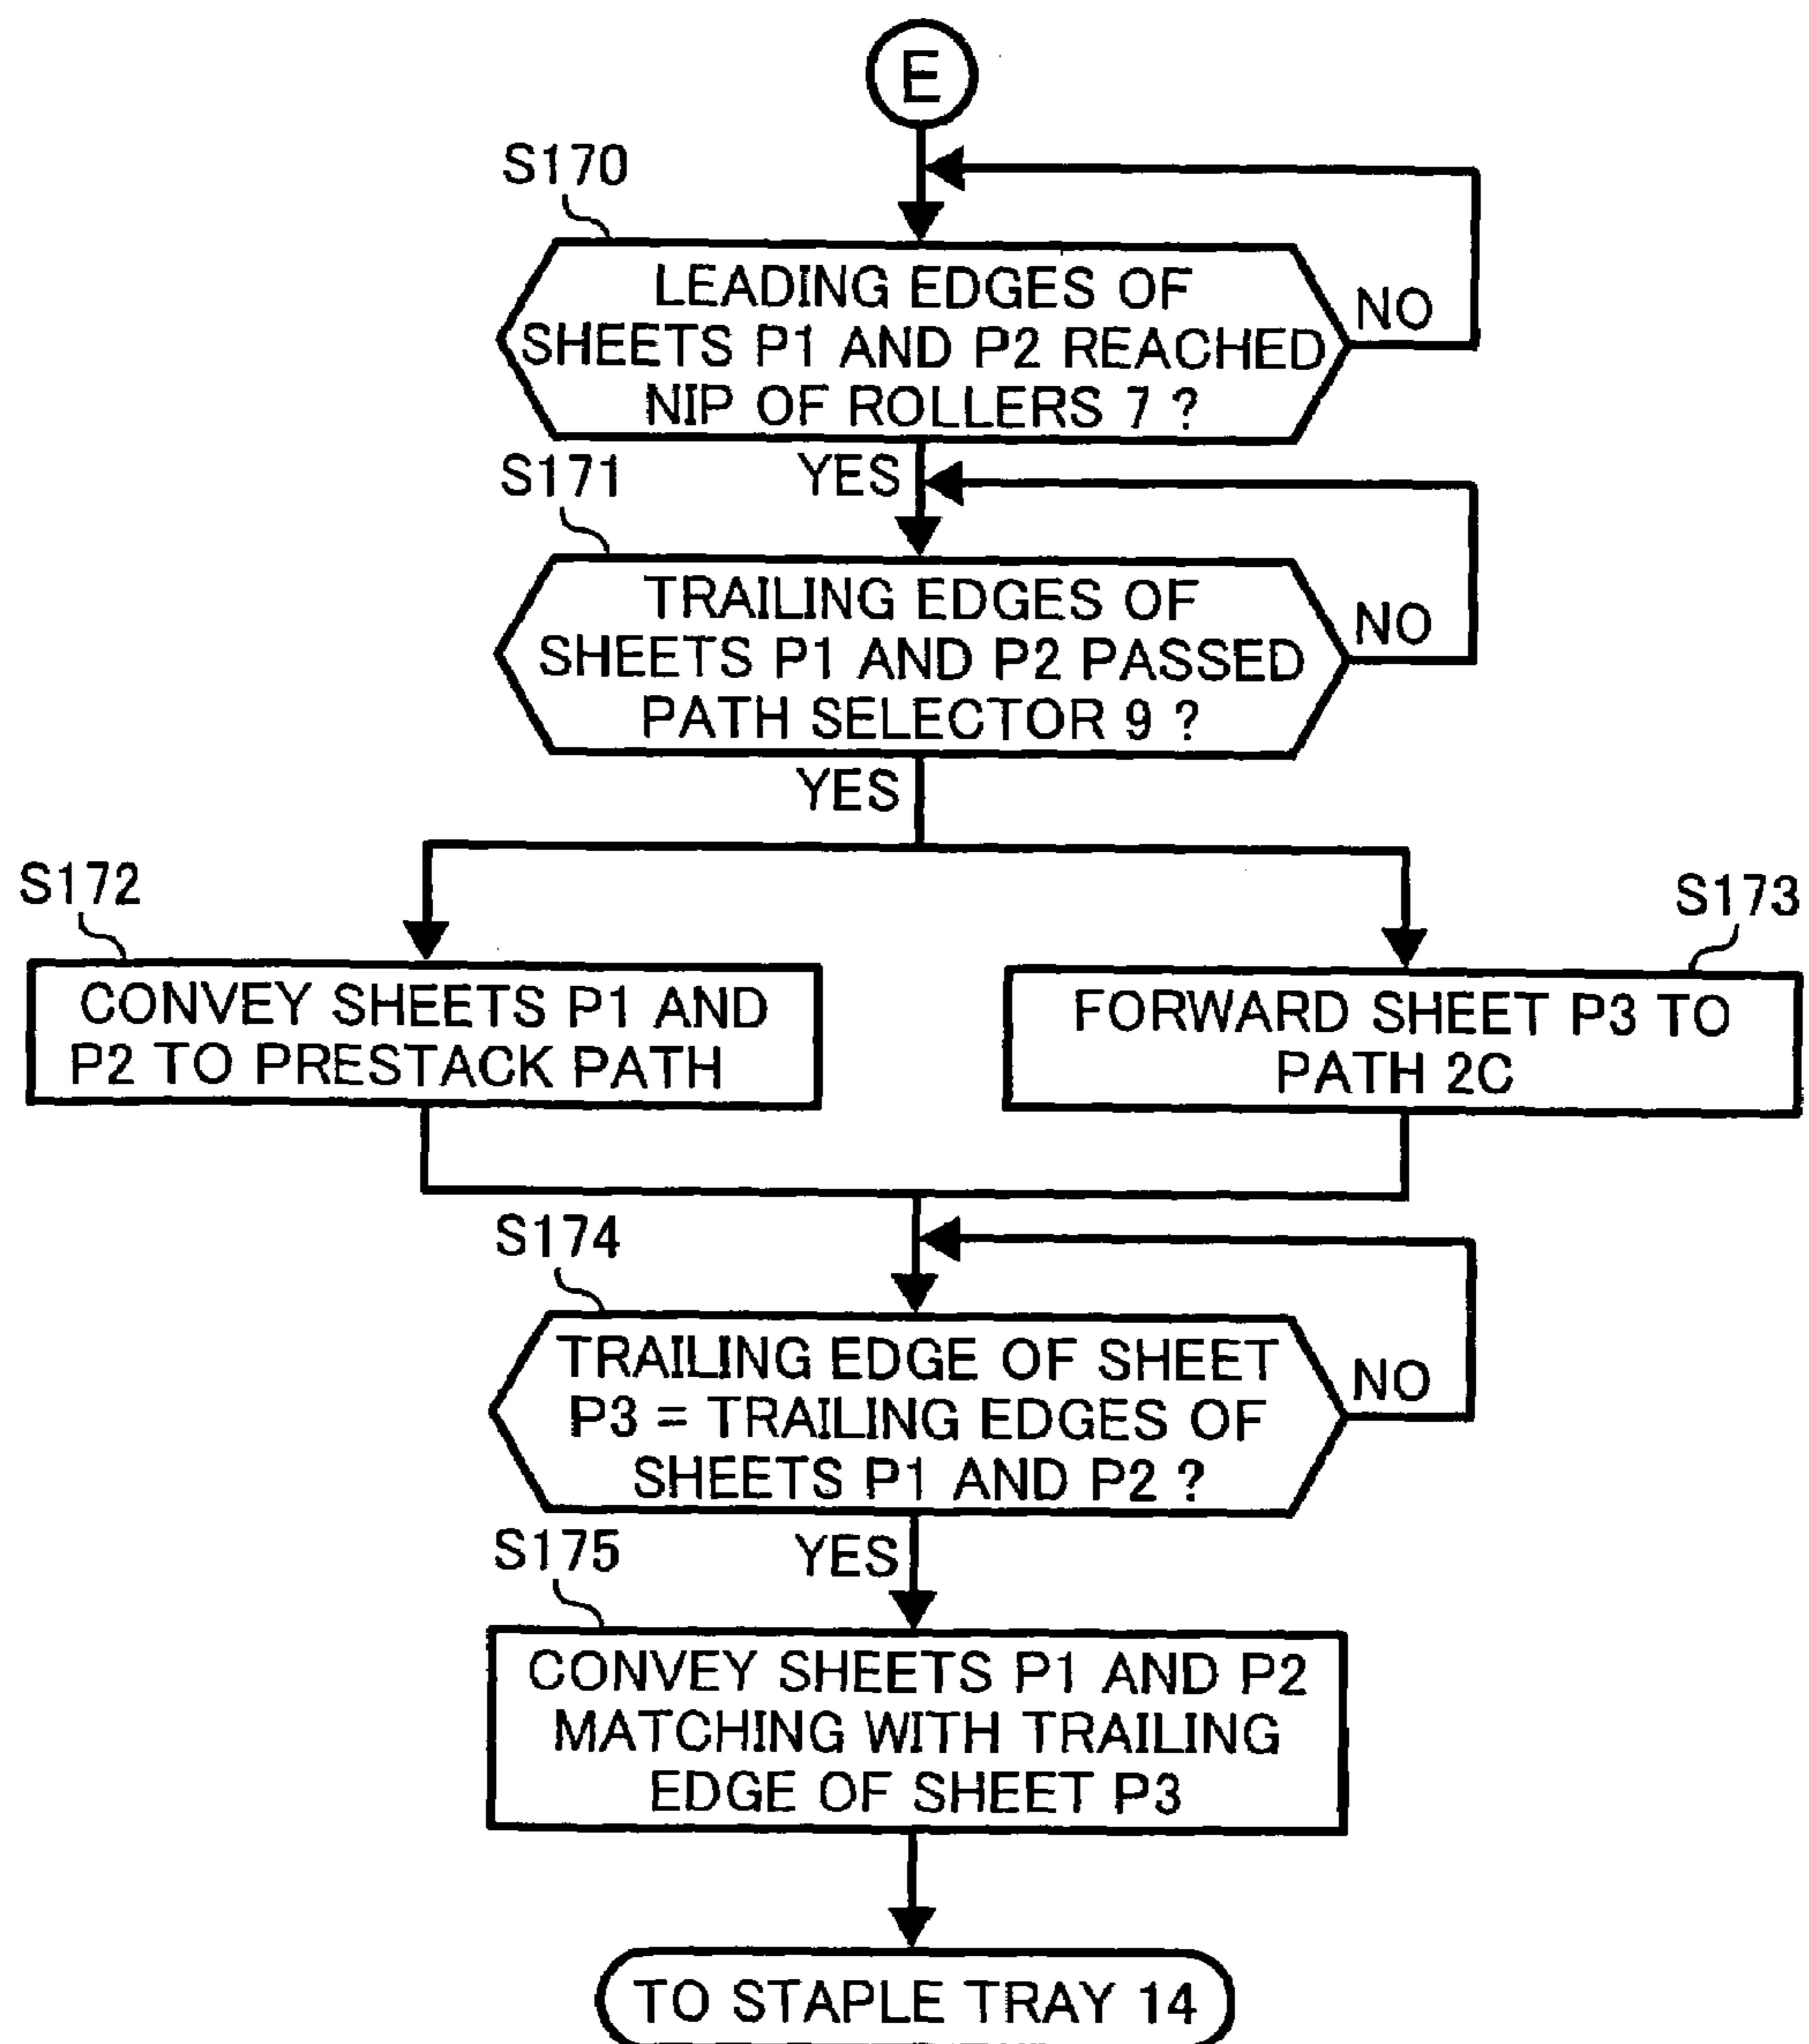 E
S170
LEADING EDGES OF
SHEETS P1 AND P2 REACHED
NIP OF ROLLERS 7 ?
NO
YES
S171
TRAILING EDGES OF
SHEETS P1 AND P2 PASSED
PATH SELECTOR 9 ?
NO
YES
S172
CONVEY SHEETS P1 AND
P2 TO PRESTACK PATH
S173
FORWARD SHEET P3 TO
PATH 2C
S174
TRAILING EDGE OF SHEET
P3 = TRAILING EDGES OF
SHEETS P1 AND P2 ?
NO
YES
S175
CONVEY SHEETS P1 AND P2
MATCHING WITH TRAILING
EDGE OF SHEET P3
TO STAPLE TRAY 14